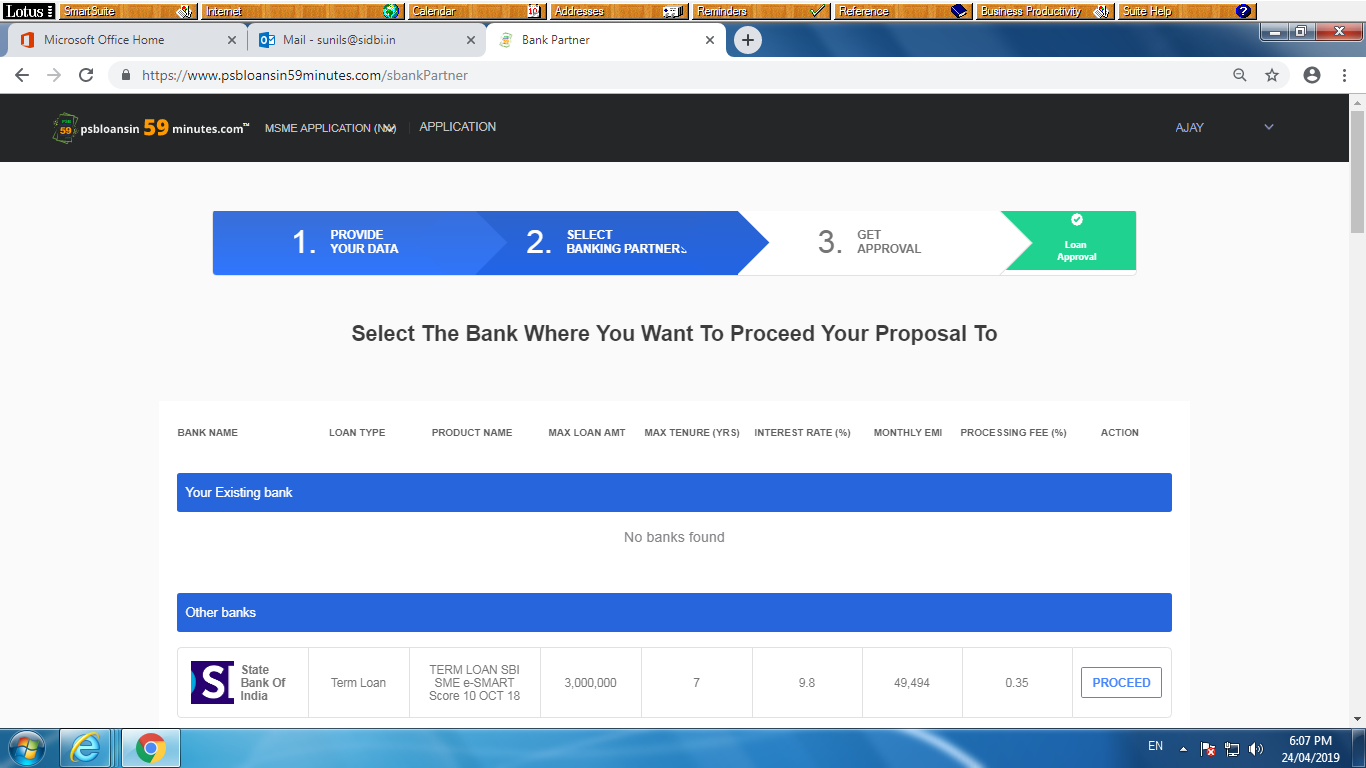 Lotus SmartSuite Internet Calendar 10 Addresses Reminders Reference Business Productivity Suite Help
Microsoft Office Home Mail - sunils@sidbi.in Bank Partner
https://www.psbloansin59minutes.com/sbankPartner
PSB 59 psbloansin 59 minutes.com™ MSME APPLICATION APPLICATION AJAY
1. PROVIDE
YOUR DATA
2. SELECT
BANKING PARTNERS
3. GET
APPROVAL
Loan
Approval
Select The Bank Where You Want To Proceed Your Proposal To
BANK NAME LOAN TYPE PRODUCT NAME MAX LOAN AMT MAX TENURE (YRS) INTEREST RATE (%) MONTHLY EMI PROCESSING FEE (%) ACTION
Your Existing bank
No banks found
Other banks
State
Bank Of
India
Term Loan
TERM LOAN SBI
SME e-SMART
Score 10 OCT 18
3,000,000 7 9.8 49,494 0.35 PROCEED
EN 6:07 PM
24/04/2019